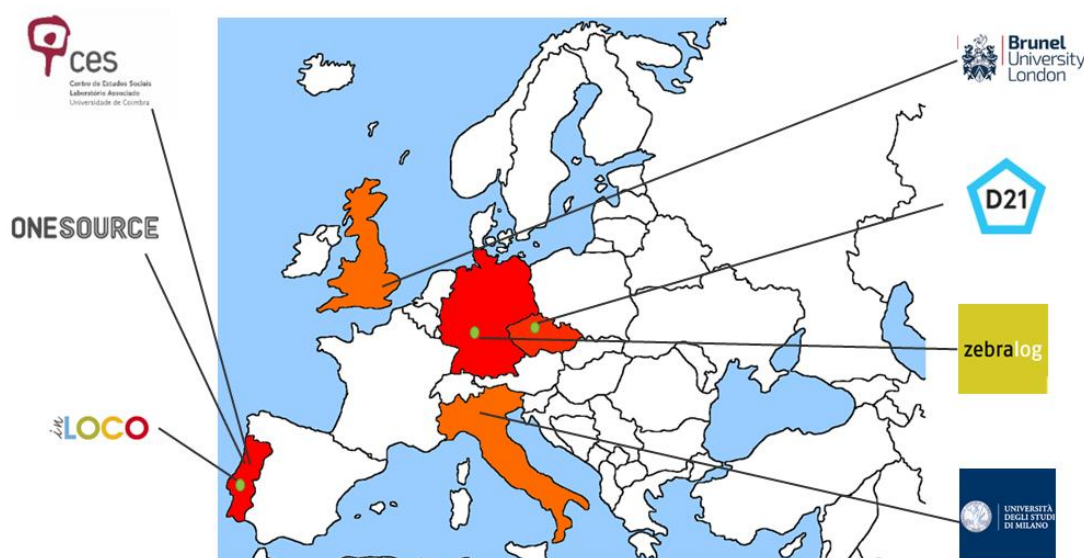 ces
Centro de Estudos Sociais
Laboratório Associado
Universidade de Coimbra
Brunel
University
London
D21
ONESOURCE
zebralog
in LOCO
UNIVERSITÀ
DEGLI STUDI
DI MILANO